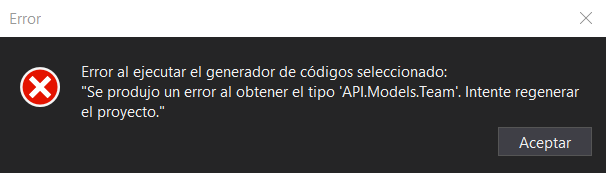 Error
Error al ejecutar el generador de códigos seleccionado:
"Se produjo un error al obtener el tipo 'API.Models.Team'. Intente regenerar
el proyecto."
Aceptar